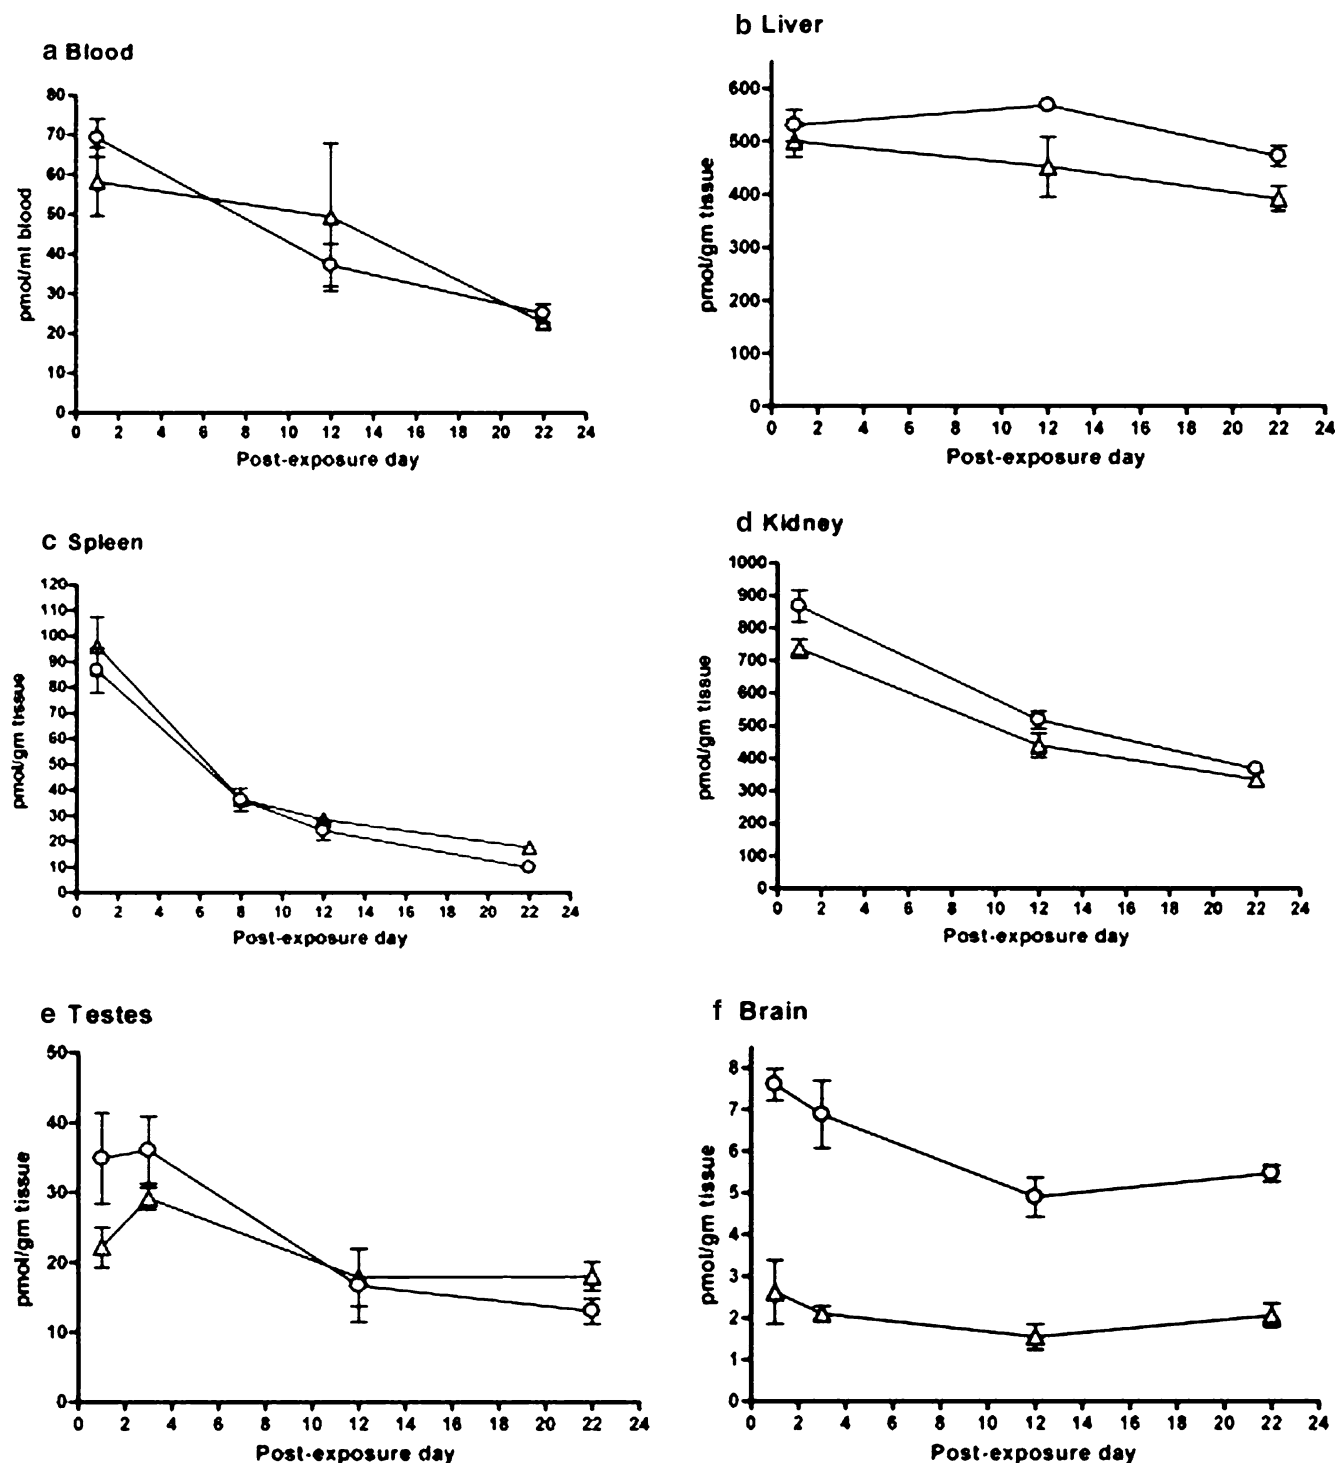 a Blood
80
70
60
50
40
30
20
10
0
pmol/ml blood
0 2 4 6 8 10 12 14 16 18 20 22 24
Post-exposure day
b Liver
600
500
400
300
200
100
0
pmol/gm tissue
0 2 4 6 8 10 12 14 16 18 20 22 24
Post-exposure day
c Spleen
120
110
100
90
80
70
60
50
40
30
20
10
0
pmol/gm tissue
0 2 4 6 8 10 12 14 16 18 20 22 24
Post-exposure day
d Kidney
1000
900
800
700
600
500
400
300
200
100
0
pmol/gm tissue
0 2 4 6 8 10 12 14 16 18 20 22 24
Post-exposure day
e Testes
50
40
30
20
10
0
pmol/gm tissue
0 2 4 6 8 10 12 14 16 18 20 22 24
Post-exposure day
f Brain
8
7
6
5
4
3
2
1
0
pmol/gm tissue
0 2 4 6 8 10 12 14 16 18 20 22 24
Post-exposure day